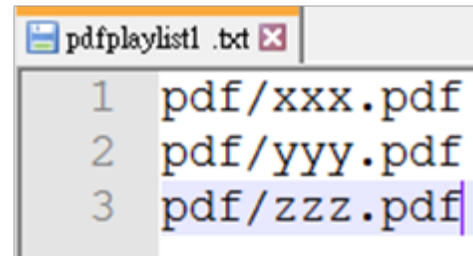 pdfplaylist1 .txt
1 pdf/xxx.pdf
2 pdf/yyy.pdf
3 pdf/zzz.pdf